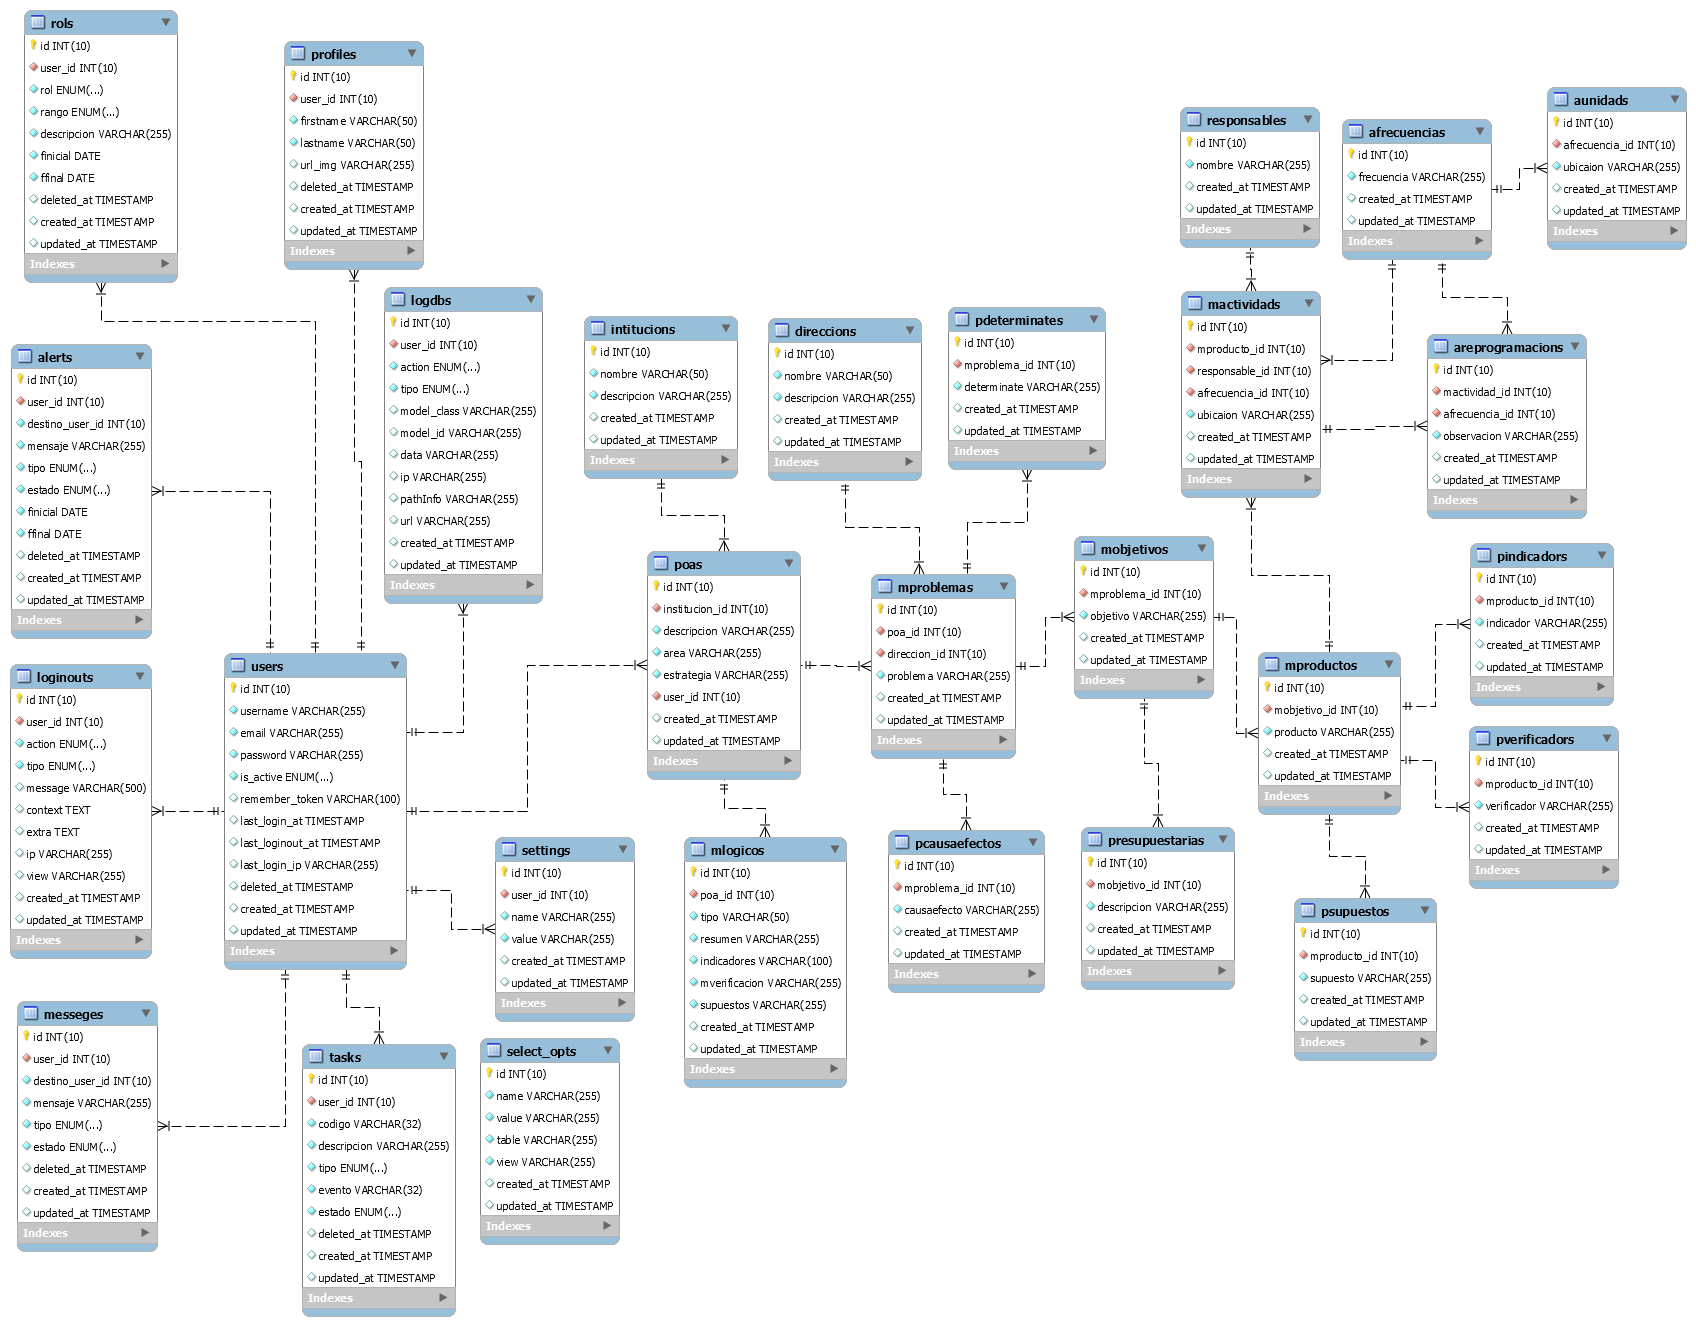 rols
id INT(10)
user_id INT(10)
rol ENUM(...)
rango ENUM(...)
descripcion VARCHAR(255)
finicial DATE
ffinal DATE
deleted_at TIMESTAMP
created_at TIMESTAMP
updated_at TIMESTAMP
Indexes
profiles
id INT(10)
user_id INT(10)
firstname VARCHAR(50)
lastname VARCHAR(50)
url_img VARCHAR(255)
deleted_at TIMESTAMP
created_at TIMESTAMP
updated_at TIMESTAMP
Indexes
responsables
id INT(10)
nombre VARCHAR(255)
created_at TIMESTAMP
updated_at TIMESTAMP
Indexes
afrecuencias
id INT(10)
frecuencia VARCHAR(255)
created_at TIMESTAMP
updated_at TIMESTAMP
Indexes
aunidads
id INT(10)
afrecuencia_id INT(10)
ubicaion VARCHAR(255)
created_at TIMESTAMP
updated_at TIMESTAMP
Indexes
alerts
id INT(10)
user_id INT(10)
destino_user_id INT(10)
mensaje VARCHAR(255)
tipo ENUM(...)
estado ENUM(...)
finicial DATE
ffinal DATE
deleted_at TIMESTAMP
created_at TIMESTAMP
updated_at TIMESTAMP
Indexes
logdbs
id INT(10)
user_id INT(10)
action ENUM(...)
tipo ENUM(...)
model_class VARCHAR(255)
model_id VARCHAR(255)
data VARCHAR(255)
ip VARCHAR(255)
pathInfo VARCHAR(255)
url VARCHAR(255)
created_at TIMESTAMP
updated_at TIMESTAMP
Indexes
intitucions
id INT(10)
nombre VARCHAR(50)
descripcion VARCHAR(255)
created_at TIMESTAMP
updated_at TIMESTAMP
Indexes
direccions
id INT(10)
nombre VARCHAR(50)
descripcion VARCHAR(255)
created_at TIMESTAMP
updated_at TIMESTAMP
Indexes
pdeterminates
id INT(10)
mproblema_id INT(10)
determinate VARCHAR(255)
created_at TIMESTAMP
updated_at TIMESTAMP
Indexes
mactividads
id INT(10)
mproducto_id INT(10)
responsable_id INT(10)
afrecuencia_id INT(10)
ubicaion VARCHAR(255)
created_at TIMESTAMP
updated_at TIMESTAMP
Indexes
areprogramacions
id INT(10)
mactividad_id INT(10)
afrecuencia_id INT(10)
observacion VARCHAR(255)
created_at TIMESTAMP
updated_at TIMESTAMP
Indexes
loginouts
id INT(10)
user_id INT(10)
action ENUM(...)
tipo ENUM(...)
message VARCHAR(500)
context TEXT
extra TEXT
ip VARCHAR(255)
view VARCHAR(255)
created_at TIMESTAMP
updated_at TIMESTAMP
Indexes
users
id INT(10)
username VARCHAR(255)
email VARCHAR(255)
password VARCHAR(255)
is_active ENUM(...)
remember_token VARCHAR(100)
last_login_at TIMESTAMP
last_loginout_at TIMESTAMP
last_login_ip VARCHAR(255)
deleted_at TIMESTAMP
created_at TIMESTAMP
updated_at TIMESTAMP
Indexes
poas
id INT(10)
institucion_id INT(10)
descripcion VARCHAR(255)
area VARCHAR(255)
estrategia VARCHAR(255)
user_id INT(10)
created_at TIMESTAMP
updated_at TIMESTAMP
Indexes
mproblemas
id INT(10)
poa_id INT(10)
direccion_id INT(10)
problema VARCHAR(255)
created_at TIMESTAMP
updated_at TIMESTAMP
Indexes
mobjetivos
id INT(10)
mproblema_id INT(10)
objetivo VARCHAR(255)
created_at TIMESTAMP
updated_at TIMESTAMP
Indexes
mproductos
id INT(10)
mobjetivo_id INT(10)
producto VARCHAR(255)
created_at TIMESTAMP
updated_at TIMESTAMP
Indexes
pindicadors
id INT(10)
mproducto_id INT(10)
indicador VARCHAR(255)
created_at TIMESTAMP
updated_at TIMESTAMP
Indexes
pverificadors
id INT(10)
mproducto_id INT(10)
verificador VARCHAR(255)
created_at TIMESTAMP
updated_at TIMESTAMP
Indexes
settings
id INT(10)
user_id INT(10)
name VARCHAR(255)
value VARCHAR(255)
created_at TIMESTAMP
updated_at TIMESTAMP
Indexes
mlogicos
id INT(10)
poa_id INT(10)
tipo VARCHAR(50)
resumen VARCHAR(255)
indicadores VARCHAR(100)
mverificacion VARCHAR(255)
supuestos VARCHAR(255)
created_at TIMESTAMP
updated_at TIMESTAMP
Indexes
pcausaefectos
id INT(10)
mproblema_id INT(10)
causaefecto VARCHAR(255)
created_at TIMESTAMP
updated_at TIMESTAMP
Indexes
presupuestarias
id INT(10)
mobjetivo_id INT(10)
descripcion VARCHAR(255)
created_at TIMESTAMP
updated_at TIMESTAMP
Indexes
psupuestos
id INT(10)
mproducto_id INT(10)
supuesto VARCHAR(255)
created_at TIMESTAMP
updated_at TIMESTAMP
Indexes
messeges
id INT(10)
user_id INT(10)
destino_user_id INT(10)
mensaje VARCHAR(255)
tipo ENUM(...)
estado ENUM(...)
deleted_at TIMESTAMP
created_at TIMESTAMP
updated_at TIMESTAMP
Indexes
tasks
id INT(10)
user_id INT(10)
codigo VARCHAR(32)
descripcion VARCHAR(255)
tipo ENUM(...)
evento VARCHAR(32)
estado ENUM(...)
deleted_at TIMESTAMP
created_at TIMESTAMP
updated_at TIMESTAMP
Indexes
select_opts
id INT(10)
name VARCHAR(255)
value VARCHAR(255)
table VARCHAR(255)
view VARCHAR(255)
created_at TIMESTAMP
updated_at TIMESTAMP
Indexes